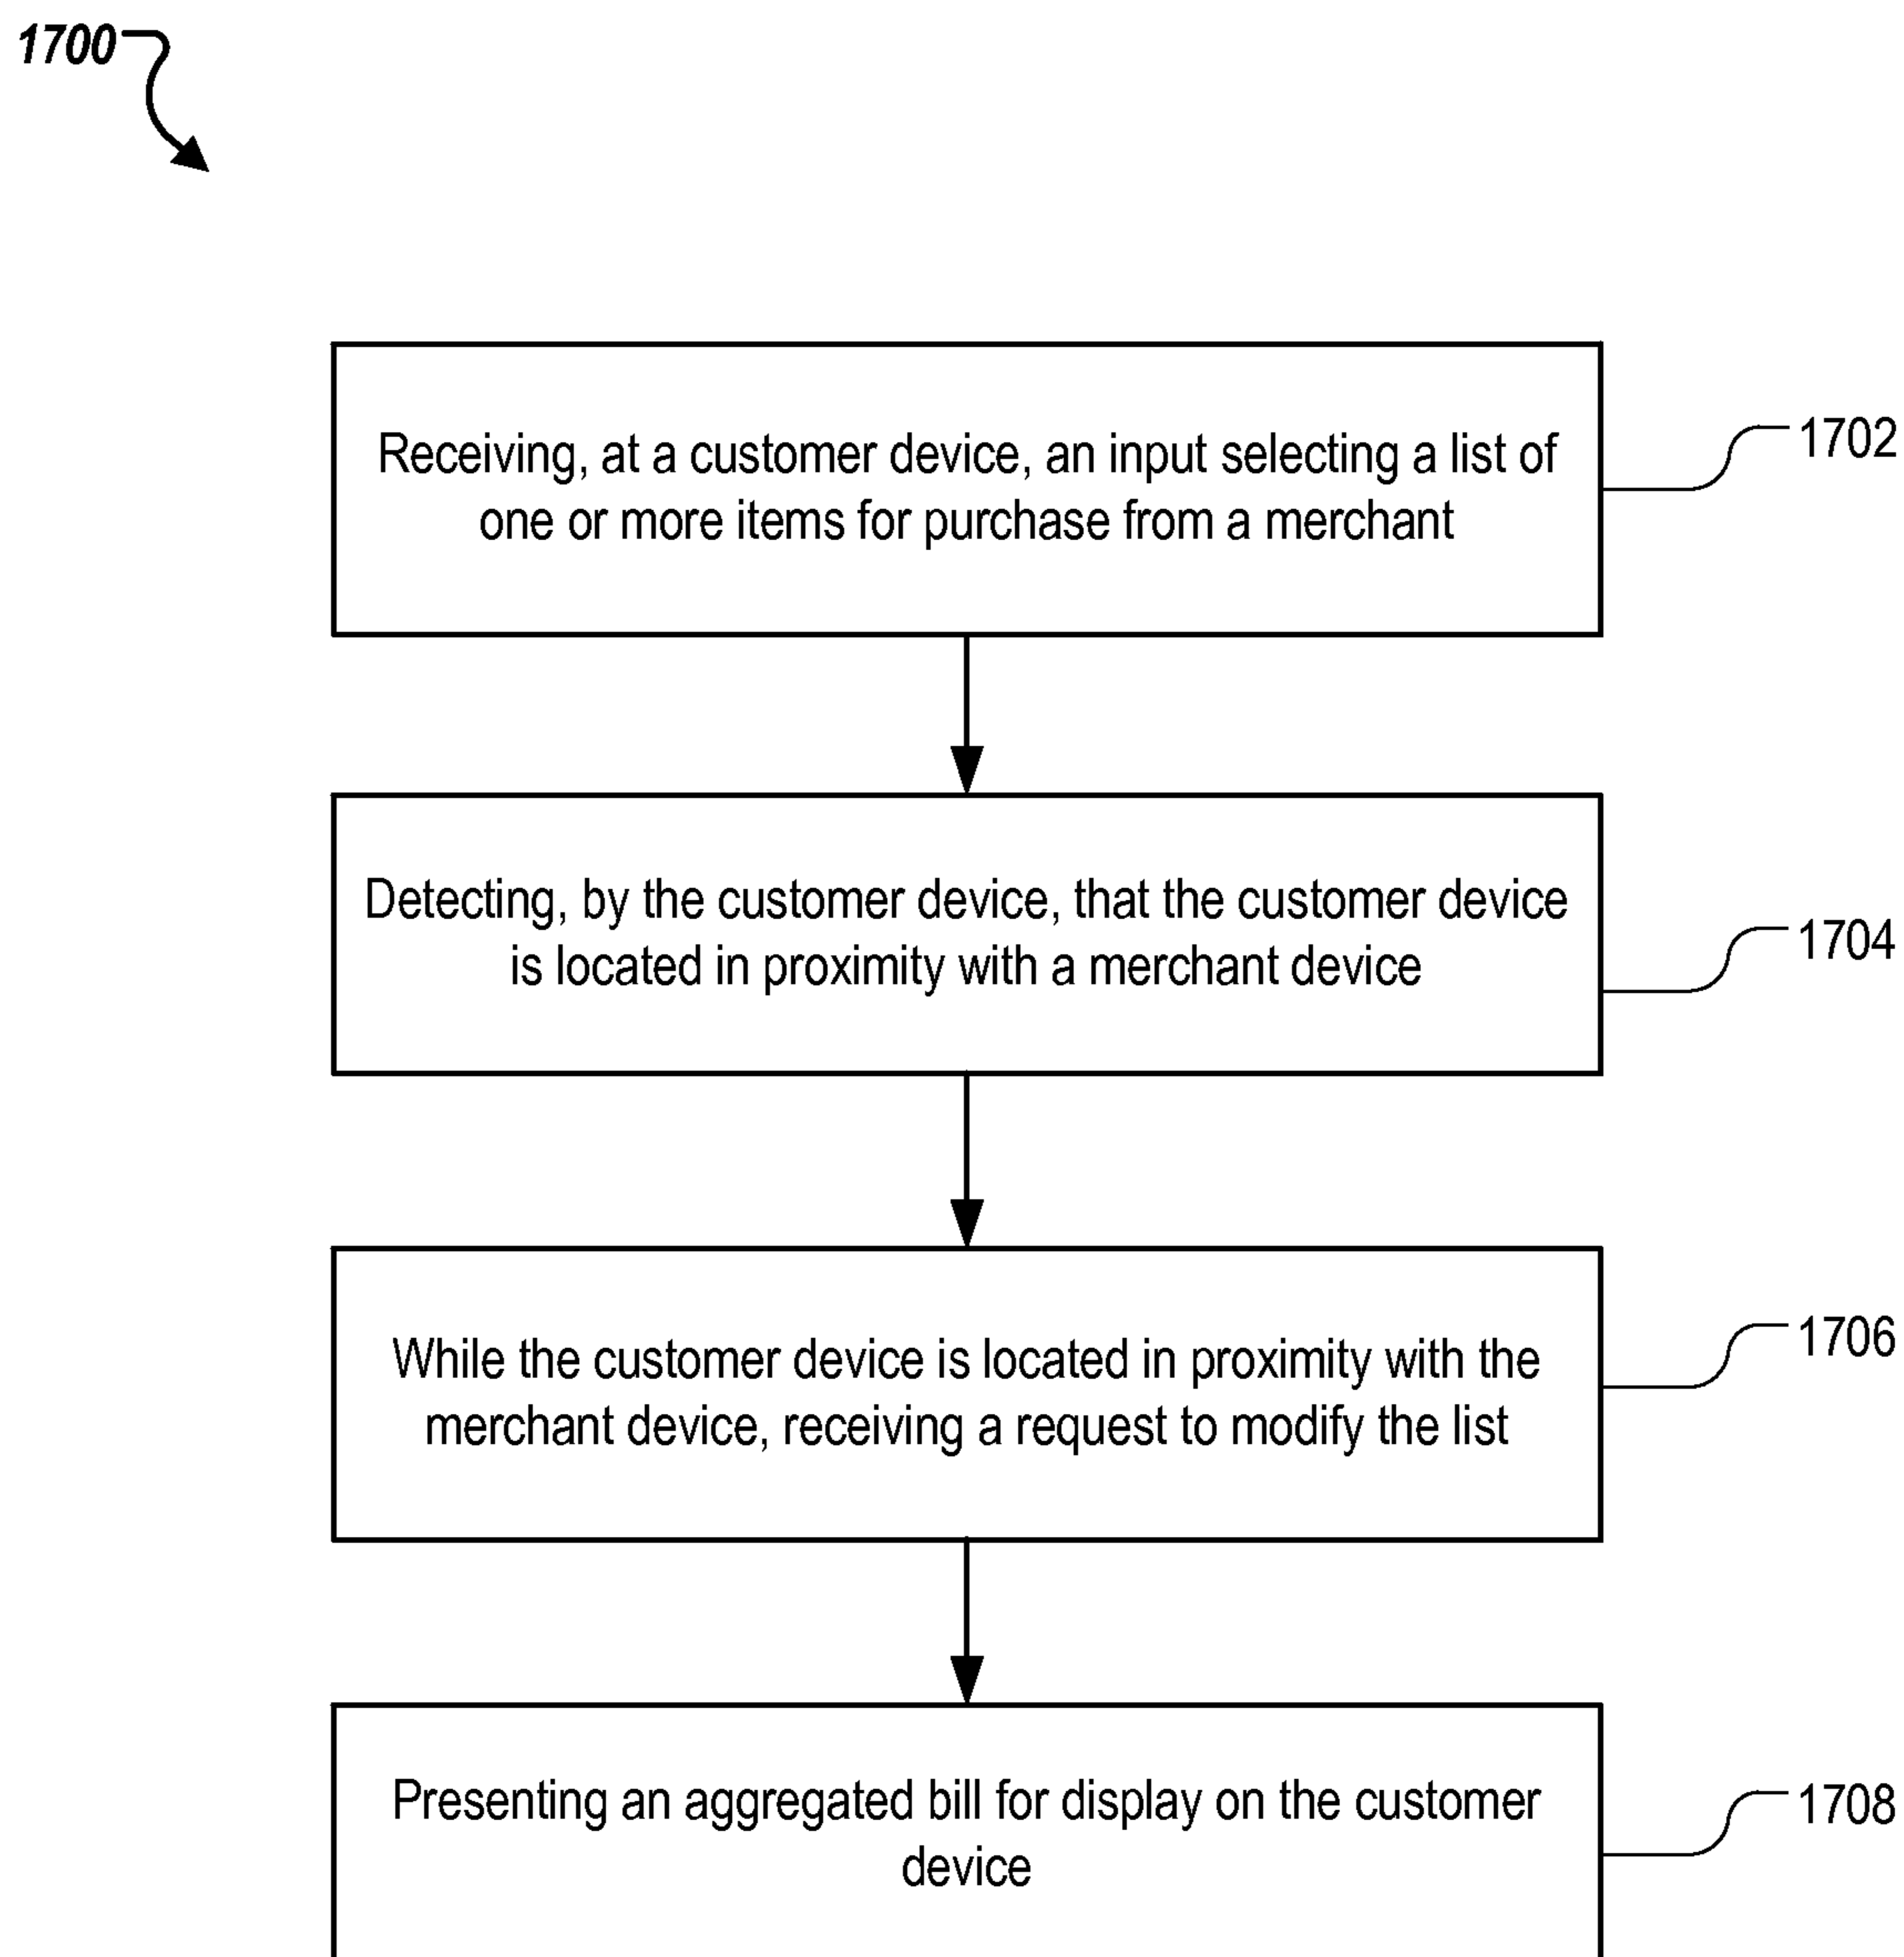 1700
Receiving, at a customer device, an input selecting a list of
one or more items for purchase from a merchant
1702
Detecting, by the customer device, that the customer device
is located in proximity with a merchant device
1704
While the customer device is located in proximity with the
merchant device, receiving a request to modify the list
1706
Presenting an aggregated bill for display on the customer
device
1708